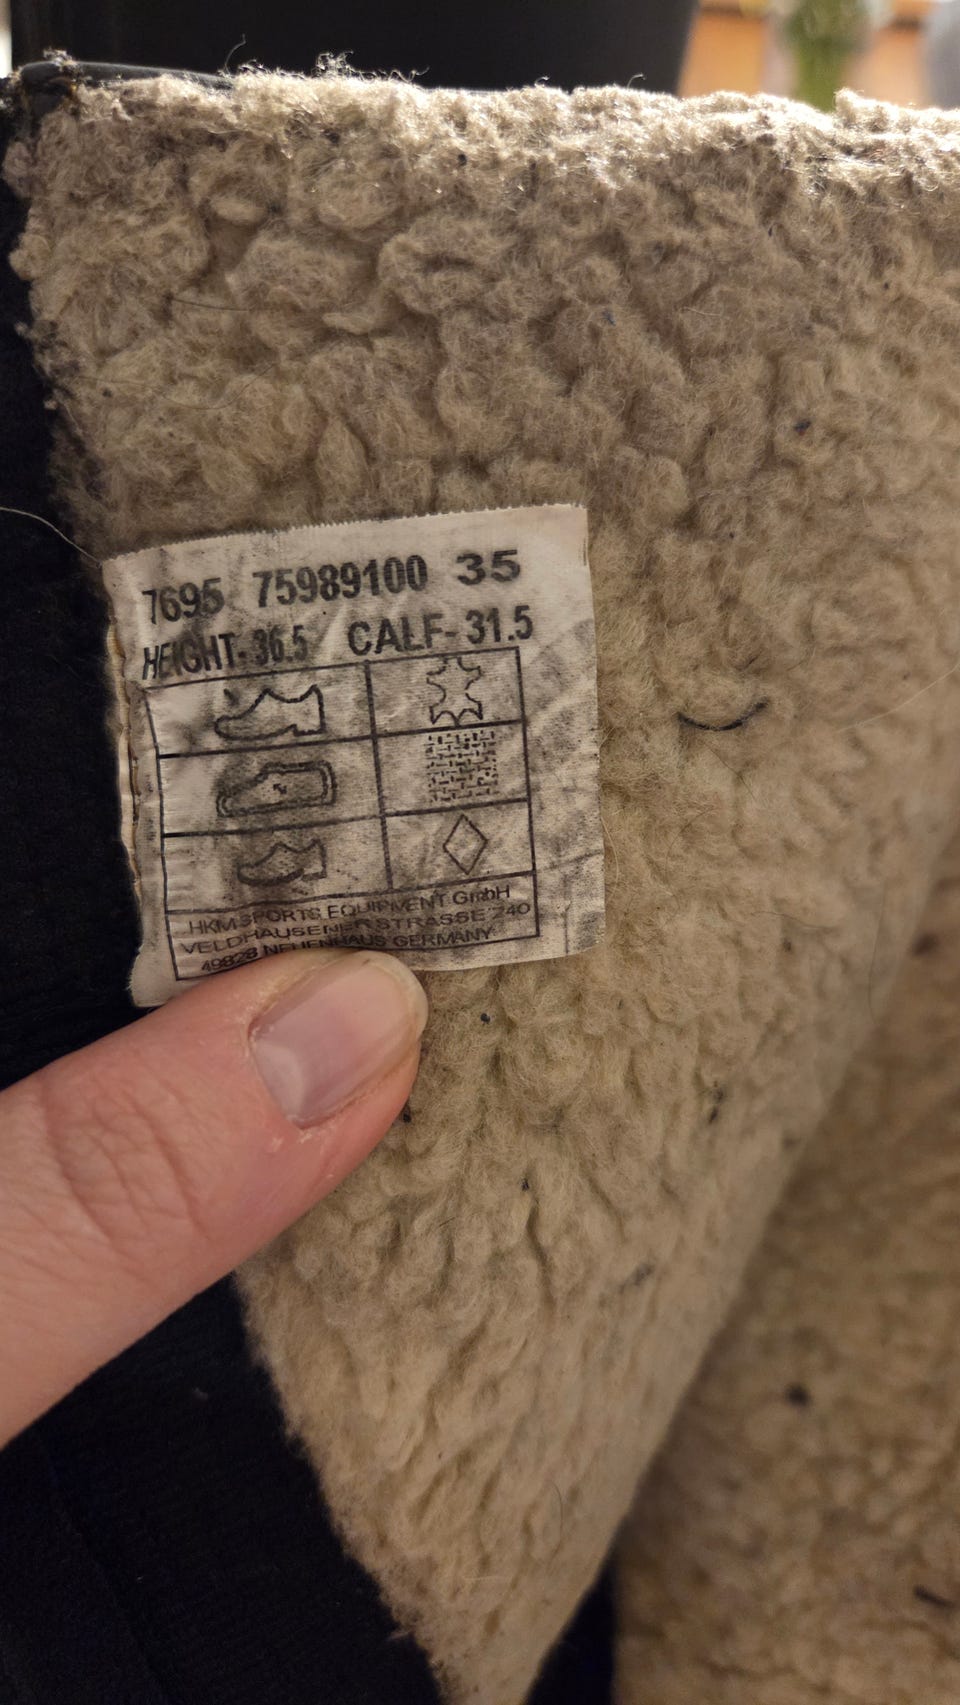 7695 75989100 35
HEIGHT-36.5 CALF-31.5
HKM SPORTS EQUIPMENT GmbH
VELDHAUSENER STRASSE 240
49828 NEUENHAUS GERMANY